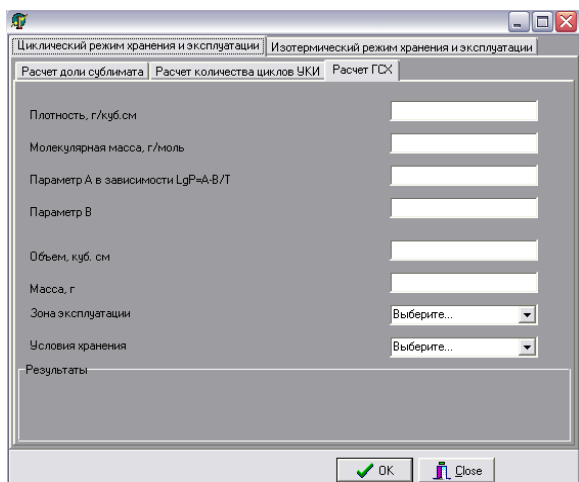 Циклический режим хранения и эксплуатации Изотермический режим хранения и эксплуатации
Расчет доли сублимата Расчет количества циклов УКИ Расчет ГСХ
Плотность, г/куб.см
Молекулярная масса, г/моль
Параметр А в зависимости LgP=A-B/T
Параметр В
Объем, куб. см
Масса, г
Зона эксплуатации Выберите...
Условия хранения Выберите...
Результаты
OK Close